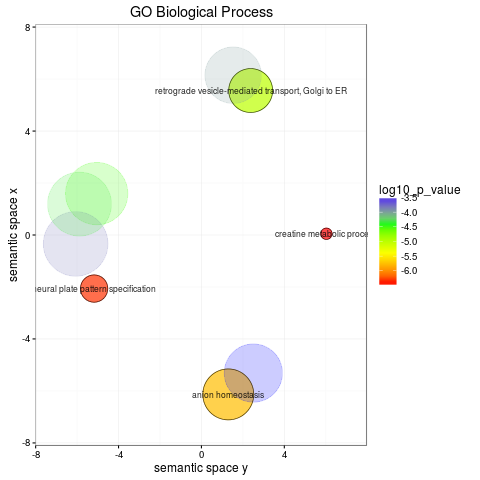 GO Biological Process
8
4
0
-4
-8
-8
-4
0
4
semantic space x
semantic space y
retrograde vesicle-mediated transport, Golgi to ER
creatine metabolic proce
eural plate pattern specification
anion homeostasis
log10_p_value
-3.5
-4.0
-4.5
-5.0
-5.5
-6.0